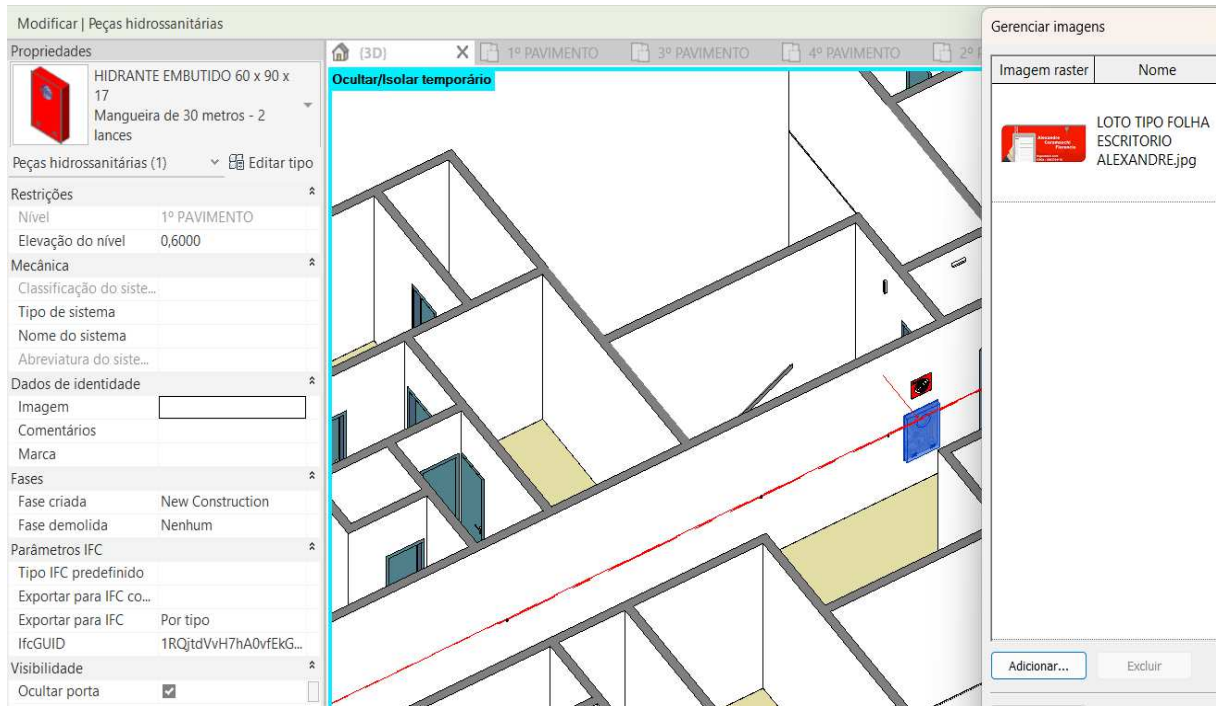 Modificar | Peças hidrossanitárias
Propriedades
HIDRANTE EMBUTIDO 60 x 90 x
17
Mangueira de 30 metros - 2
lances
Peças hidrossanitárias (1)
Editar tipo
Restrições
Nível 1º PAVIMENTO
Elevação do nível 0,6000
Mecânica
Classificação do siste...
Tipo de sistema
Nome do sistema
Abreviatura do siste...
Dados de identidade
Imagem
Comentários
Marca
Fases
Fase criada New Construction
Fase demolida Nenhum
Parâmetros IFC
Tipo IFC predefinido
Exportar para IFC co...
Exportar para IFC Por tipo
IfcGUID 1RQjtdVvH7hA0vfEkG...
Visibilidade
Ocultar porta
(3D) 1º PAVIMENTO 3º PAVIMENTO 4º PAVIMENTO 2º
Ocultar/Isolar temporário
Gerenciar imagens
Imagem raster Nome
LOTO TIPO FOLHA
ESCRITORIO
ALEXANDRE.jpg
Alexandre
Adicionar... Excluir